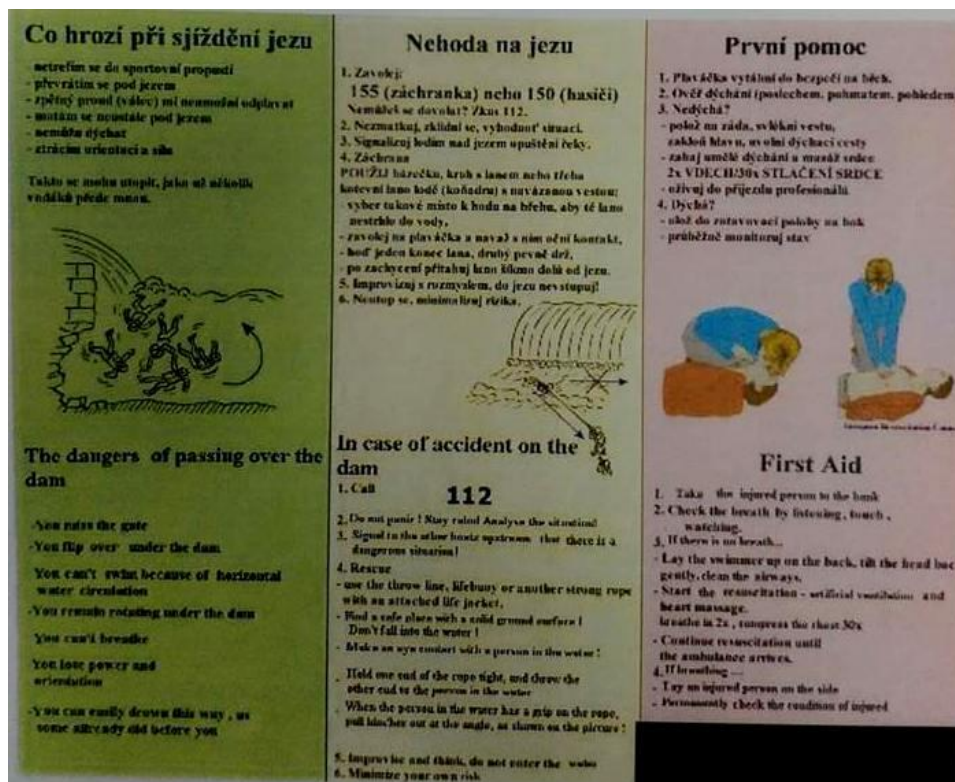 Co hrozí při sjíždění jezu
- netrefím se do sportovní propusti
- převrátím se pod jezem
- zpětný proud (válec) mi neumožní odplavat
- motám se neustále pod jezem
- nemůžu dýchat
- ztrácím orientaci a sílu
Takto se mohu utopit, jako už několik
vodáků přede mnou.
The dangers of passing over the
dam
-You miss the gate
-You flip over under the dam
You can't swim because of horizontal
water circulation
-You remain rotating under the dam
You can't breathe
You lose power and
orientation
-You can easily drown this way, as
some already did before you
Nehoda na jezu
1. Zavolej:
155 (záchranka) nebo 150 (hasiči)
Nemůžeš se dovolat? Zkus 112.
2. Nezmatkuj, zklidni se, vyhodnoť situaci.
3. Signalizuj lodím nad jezem opuštění řeky.
4. Záchrana
POUŽIJ házečku, kruh s lanem nebo třeba
kotevní lano lodě (koňadru) s navázanou vestou:
- vyber takové místo k hodu na břehu, aby tě lano
nestrhlo do vody,
- zavolej na plaváčka a navaž s ním oční kontakt,
- hoď jeden konec lana, druhý pevně drž,
- po zachycení přitahuj lano šikmo dolů od jezu.
5. Improvizuj s rozmyslem, do jezu nevstupuj!
6. Neutop se, minimalizuj rizika.
In case of accident on the
dam
1. Call 112
2. Do not panic ! Stay calm! Analyse the situation!
3. Signal to the other boats upstream that there is a
dangerous situation!
4. Rescue
- use the throw line, lifebuoy or another strong rope
with an attached life jacket,
- Find a safe place with a solid ground surface !
Don't fall into the water !
- Make an eye contact with a person in the water !
. Hold one end of the rope tight, and throw the
other end to the person in the water
. When the person in the water has a grip on the rope,
pull him/her out at the angle, as shown on the picture !
5. Improvise and think, do not enter the water
6. Minimize your own risk
První pomoc
1. Plaváčka vytáhni do bezpečí na břeh.
2. Ověř dýchání (poslechem, pohmatem, pohledem
3. Nedýchá?
- polož na záda, svlékni vestu,
zakloň hlavu, uvolni dýchací cesty
- zahaj umělé dýchání a masáž srdce
2x VDECH/30x STLAČENÍ SRDCE
- oživuj do příjezdu profesionálů
4. Dýchá?
- ulož do zotavovací polohy na bok
- průběžně monitoruj stav
First Aid
1. Take the injured person to the bank
2. Check the breath by listening, touch ,
watching.
3. If there is no breath...
- Lay the swimmer up on the back, tilt the head bac
gently, clean the airways.
- Start the resuscitation - artificial ventilation and
heart massage.
breathe in 2x , compress the chest 30x
- Continue resuscitation until
the ambulance arrives.
4. If breathing ....
- Lay an injured person on the side
- Permanently check the condition of injured